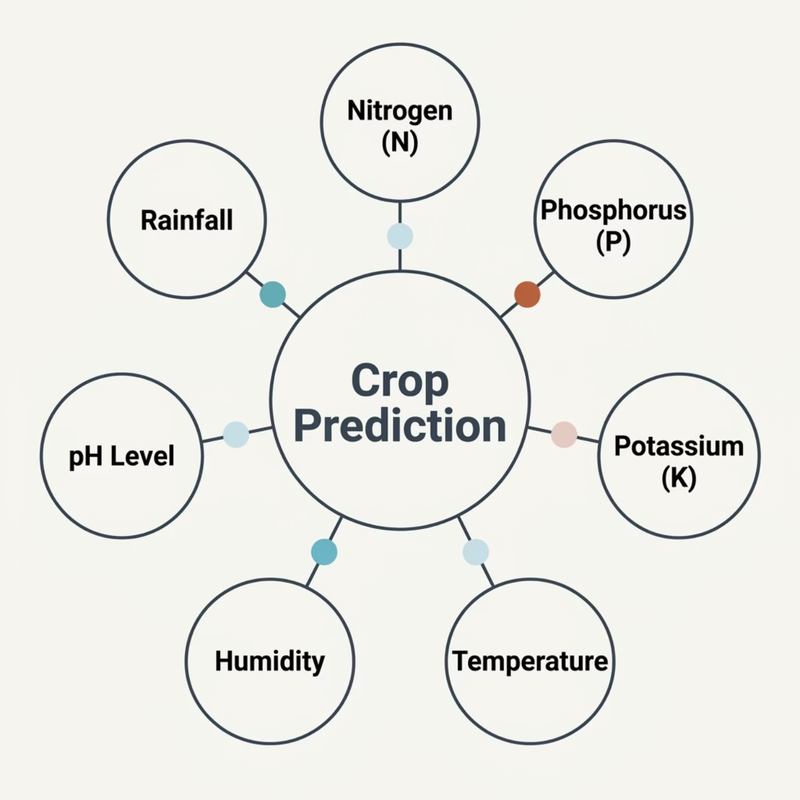 Nitrogen
(N)
Rainfall
Phosphorus
(P)
Crop
Prediction
pH Level
Potassium
(K)
Humidity
Temperature